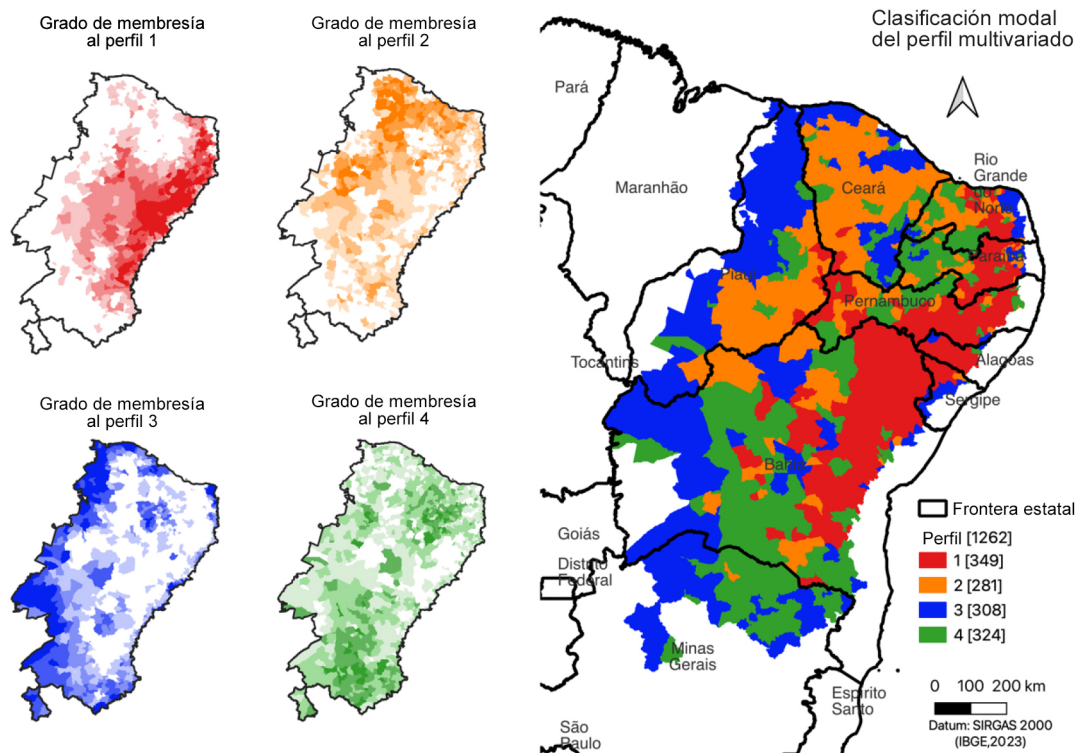 Grado de membresía
al perfil 1
Grado de membresía
al perfil 2
Grado de membresía
al perfil 3
Grado de membresía
al perfil 4
Clasificación modal
del perfil multivariado
Pará
Maranhão
Ceará
Rio
Grande
do
Norte
Paraíba
Piauí
Pernambuco
Tocantins
Alagoas
Sergipe
Bahia
Goiás
Distrito
Federal
Minas
Gerais
Espírito
Santo
São
Paulo
Frontera estatal
Perfil [1262]
1 [349]
2 [281]
3 [308]
4 [324]
0 100 200 km
Datum: SIRGAS 2000
(IBGE,2023)